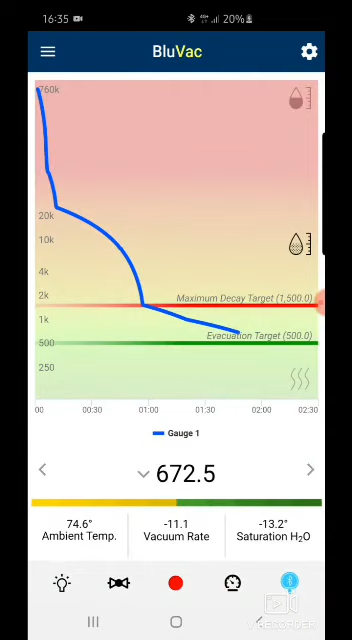 16:35 20%
BluVac
760k
20k
10k
4k
2k
Maximum Decay Target (1,500.0)
1k
Evacuation Target (500.0)
500
250
00 00:30 01:00 01:30 02:00 02:30
Gauge 1
672.5
74.6° -11.1 -13.2°
Ambient Temp. Vacuum Rate Saturation H₂O